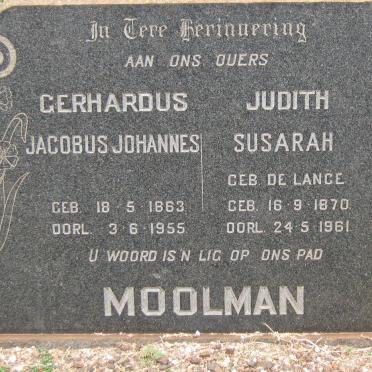 In Tere Herinnering
AAN ONS OUERS
GERHARDUS
JACOBUS JOHANNES
GEB. 18-5-1863
OORL. 3-6-1955
JUDITH
SUSARAH
GEB. DE LANGE
GEB. 16-9-1870
OORL. 24-5-1961
U WOORD IS 'N LIG OP ONS PAD
MOOLMAN